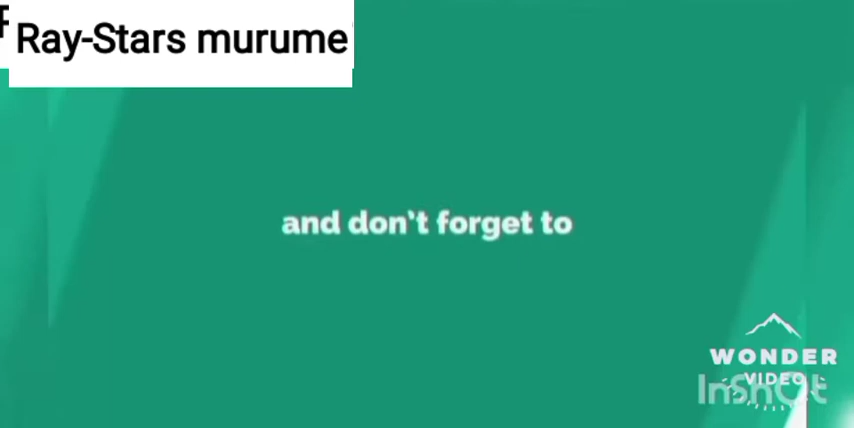 Ray-Stars murume
and don't forget to
WONDER
VIDEO
InShOt